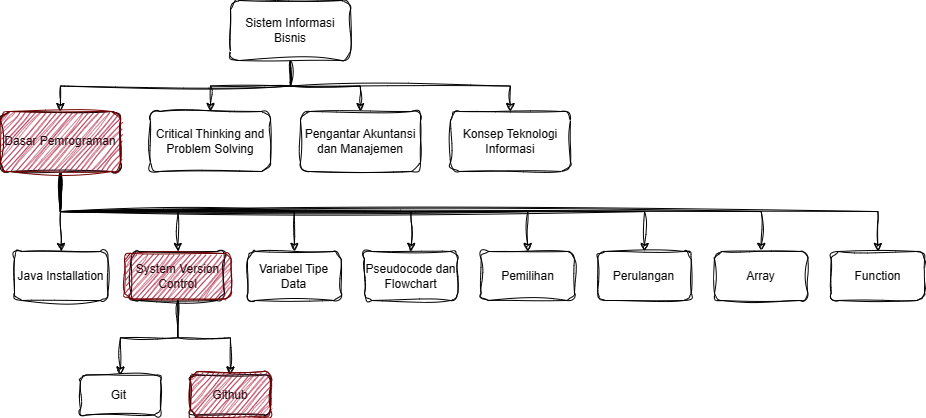 Sistem Informasi
Bisnis
Dasar Pemrograman
Critical Thinking and
Problem Solving
Pengantar Akuntansi
dan Manajemen
Konsep Teknologi
Informasi
Java Installation
System Version
Control
Variabel Tipe
Data
Pseudocode dan
Flowchart
Pemilihan
Perulangan
Array
Function
Git
Github